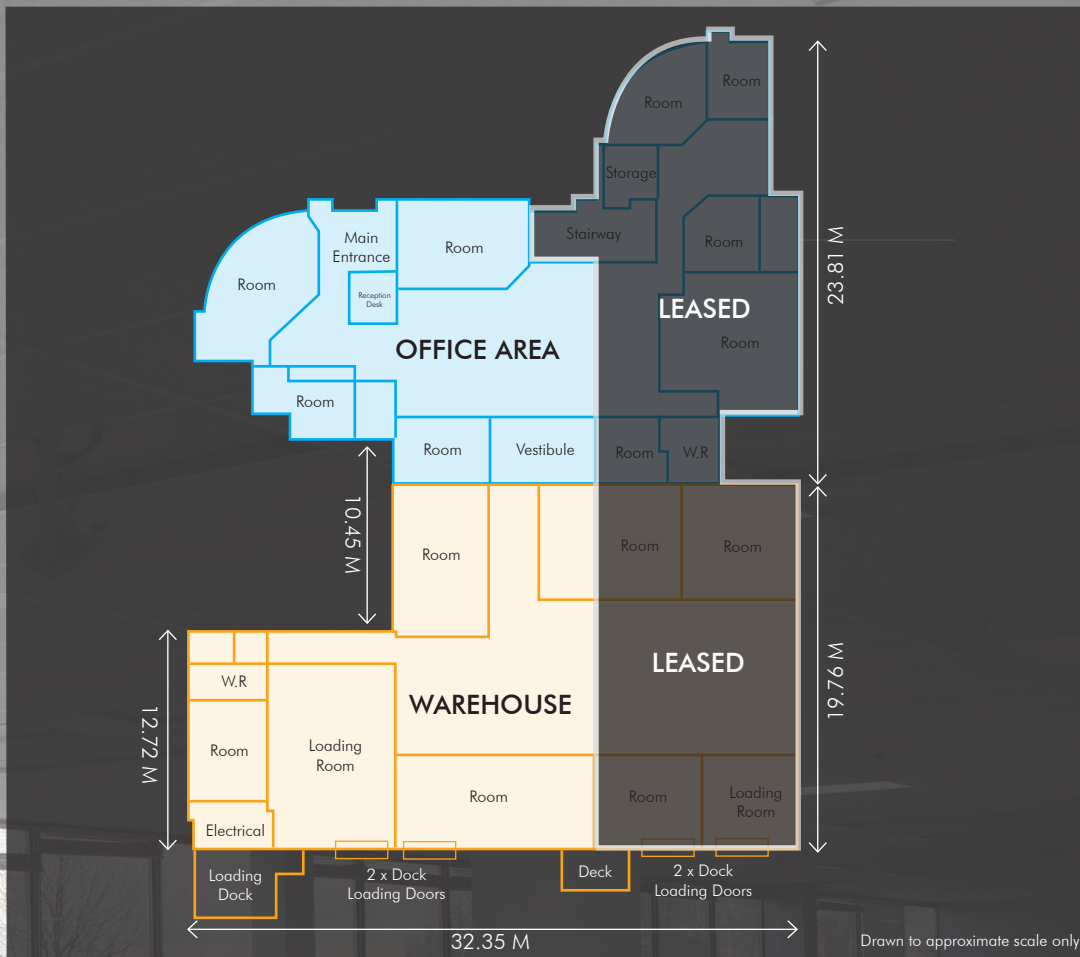 Room
Room
Storage
Stairway
Room
LEASED
Room
23.81 M
Main
Entrance
Room
Room
Reception
Desk
OFFICE AREA
Room
Room
Vestibule
Room
W.R
10.45 M
Room
Room
Room
LEASED
19.76 M
WAREHOUSE
W.R
12.72 M
Room
Loading
Room
Room
Room
Loading
Room
Electrical
Loading
Dock
2 x Dock
Loading Doors
Deck
2 x Dock
Loading Doors
32.35 M
Drawn to approximate scale only